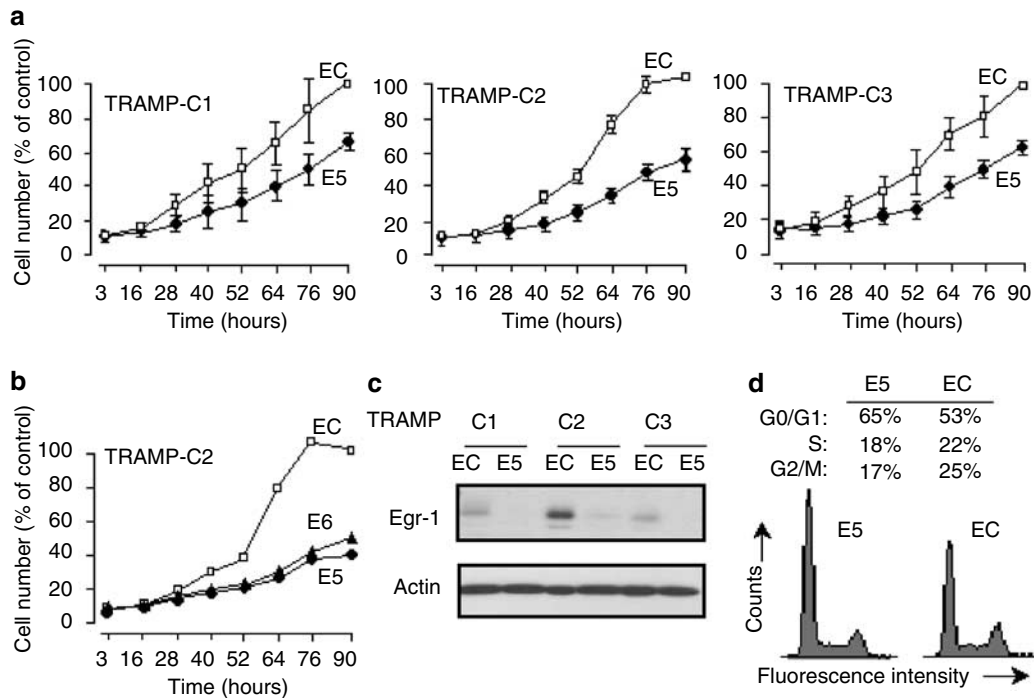 a
Cell number (% of control)
100
80
60
40
20
0
TRAMP-C1
EC
E5
3 16 28 40 52 64 76 90
Time (hours)
100
80
60
40
20
0
TRAMP-C2
EC
E5
3 16 28 40 52 64 76 90
Time (hours)
100
80
60
40
20
0
TRAMP-C3
EC
E5
3 16 28 40 52 64 76 90
Time (hours)
b
Cell number (% of control)
100
80
60
40
20
0
TRAMP-C2
EC
E6
E5
3 16 28 40 52 64 76 90
Time (hours)
c
TRAMP C1 C2 C3
EC E5 EC E5 EC E5
Egr-1
Actin
d
E5 EC
G0/G1: 65% 53%
S: 18% 22%
G2/M: 17% 25%
E5 EC
Counts
Fluorescence intensity